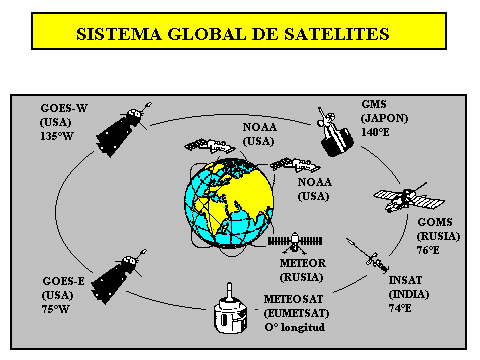 SISTEMA GLOBAL DE SATELITES
GOES-W
(USA)
135°W
NOAA
(USA)
GMS
(JAPON)
140°E
NOAA
(USA)
GOMS
(RUSIA)
76°E
METEOR
(RUSIA)
INSAT
(INDIA)
74°E
GOES-E
(USA)
75°W
METEOSAT
(EUMETSAT)
O° longitud